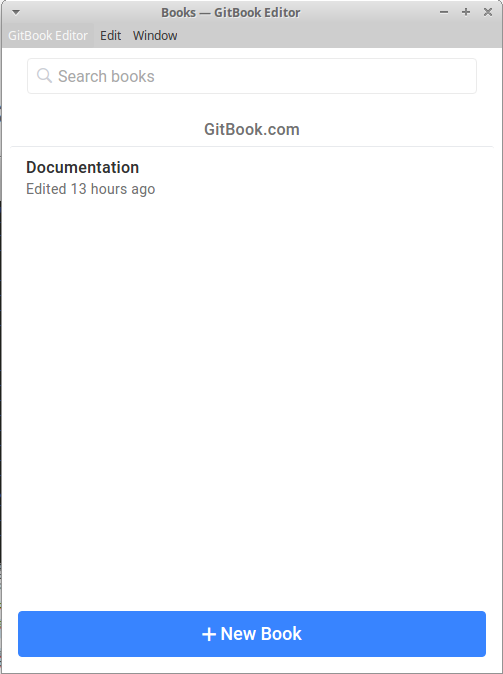 Books — GitBook Editor
GitBook Editor Edit Window
Search books
GitBook.com
Documentation
Edited 13 hours ago
New Book